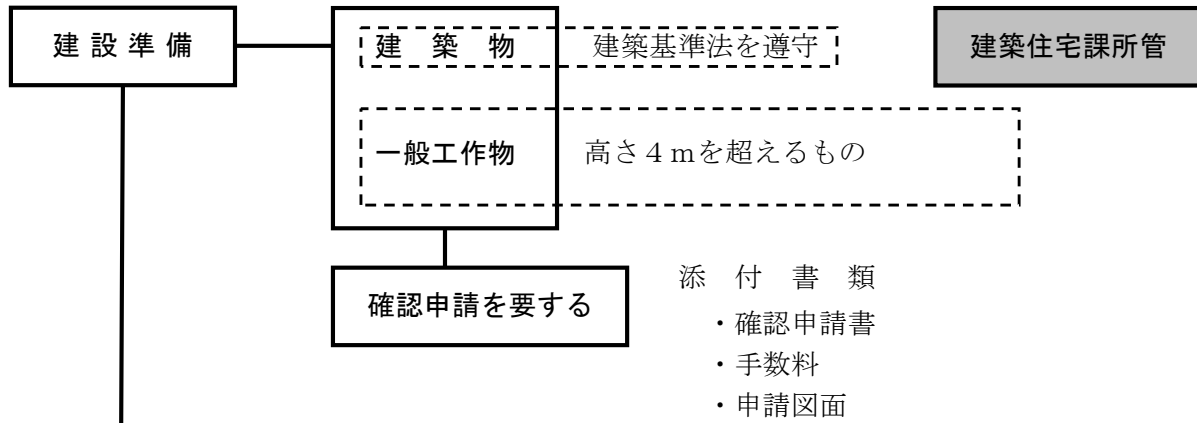 建設準備
建築物 建築基準法を遵守
建築住宅課所管
一般工作物 高さ4mを超えるもの
確認申請を要する
添付書類
・確認申請書
・手数料
・申請図面